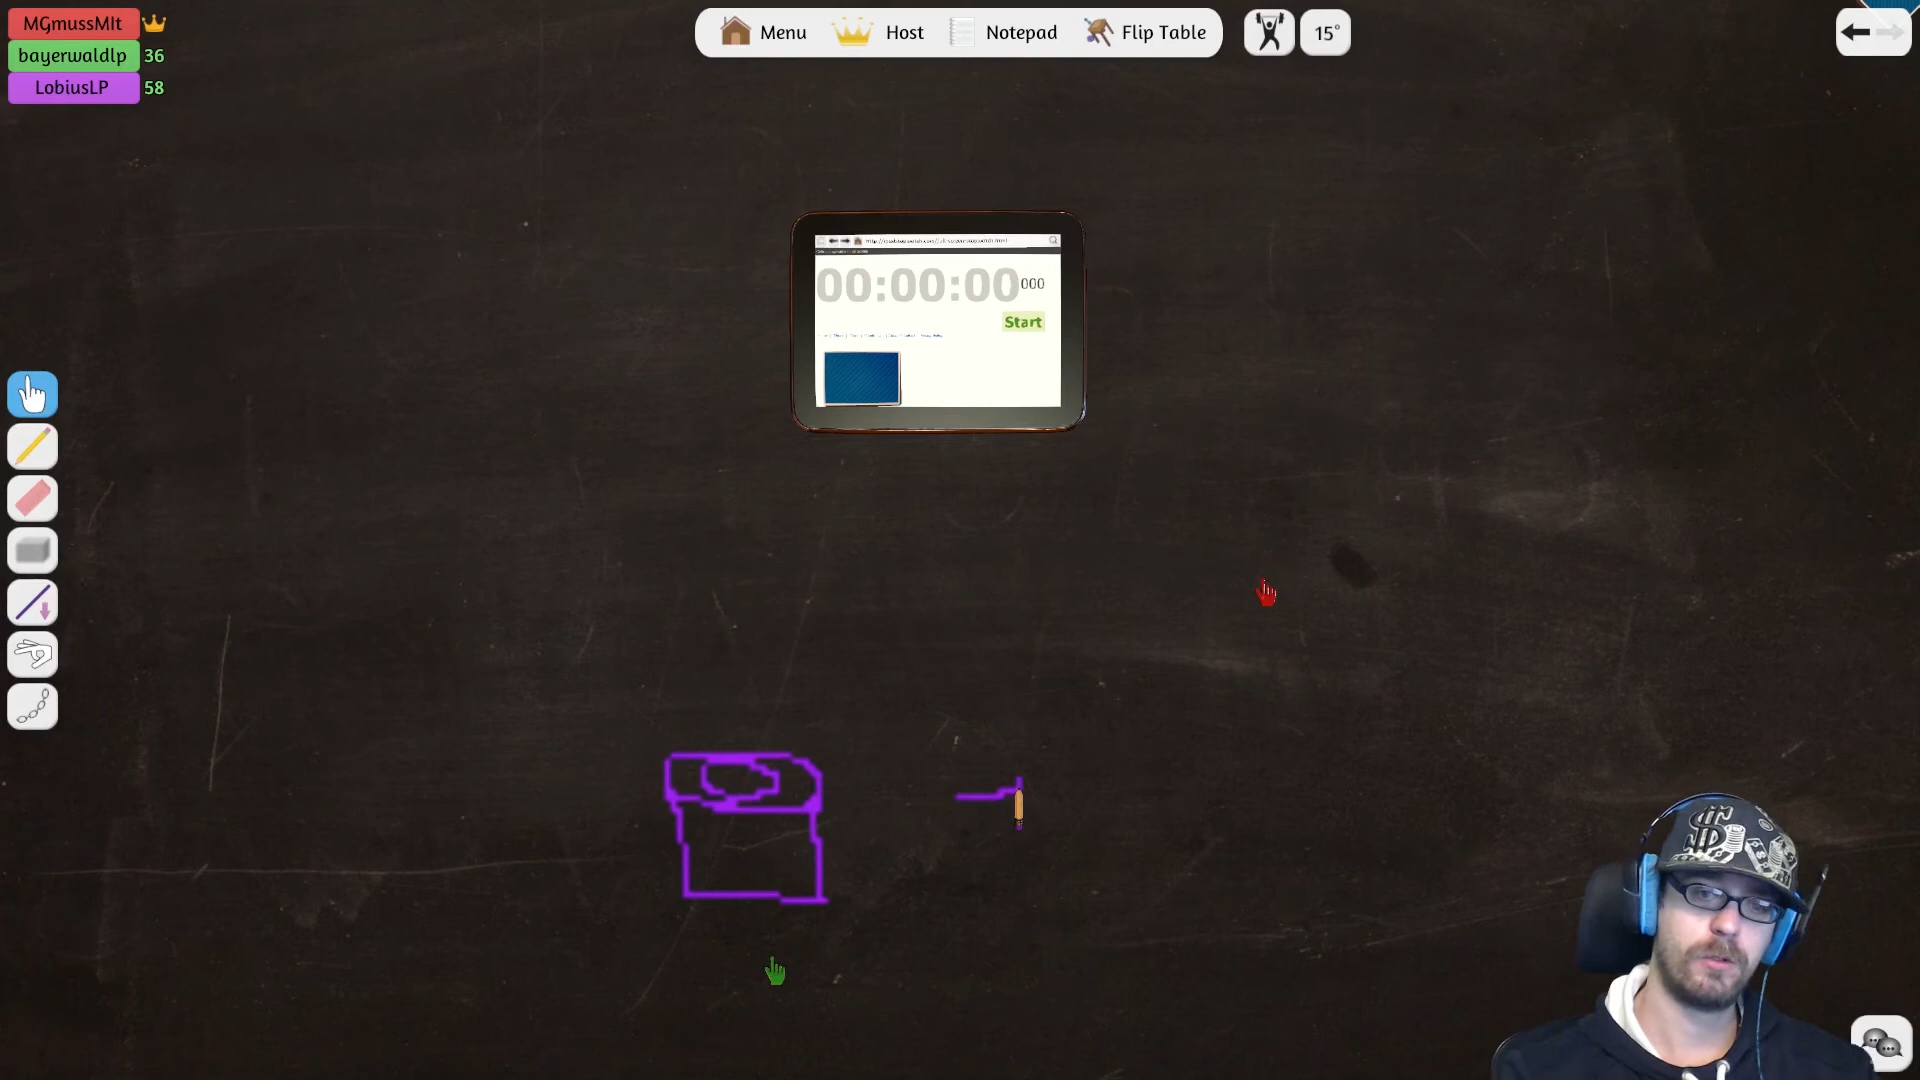 MGmussMIt
bayerwaldlp 36
LobiusLP 58
Menu Host Notepad Flip Table 15°
00:00:00 000
Start